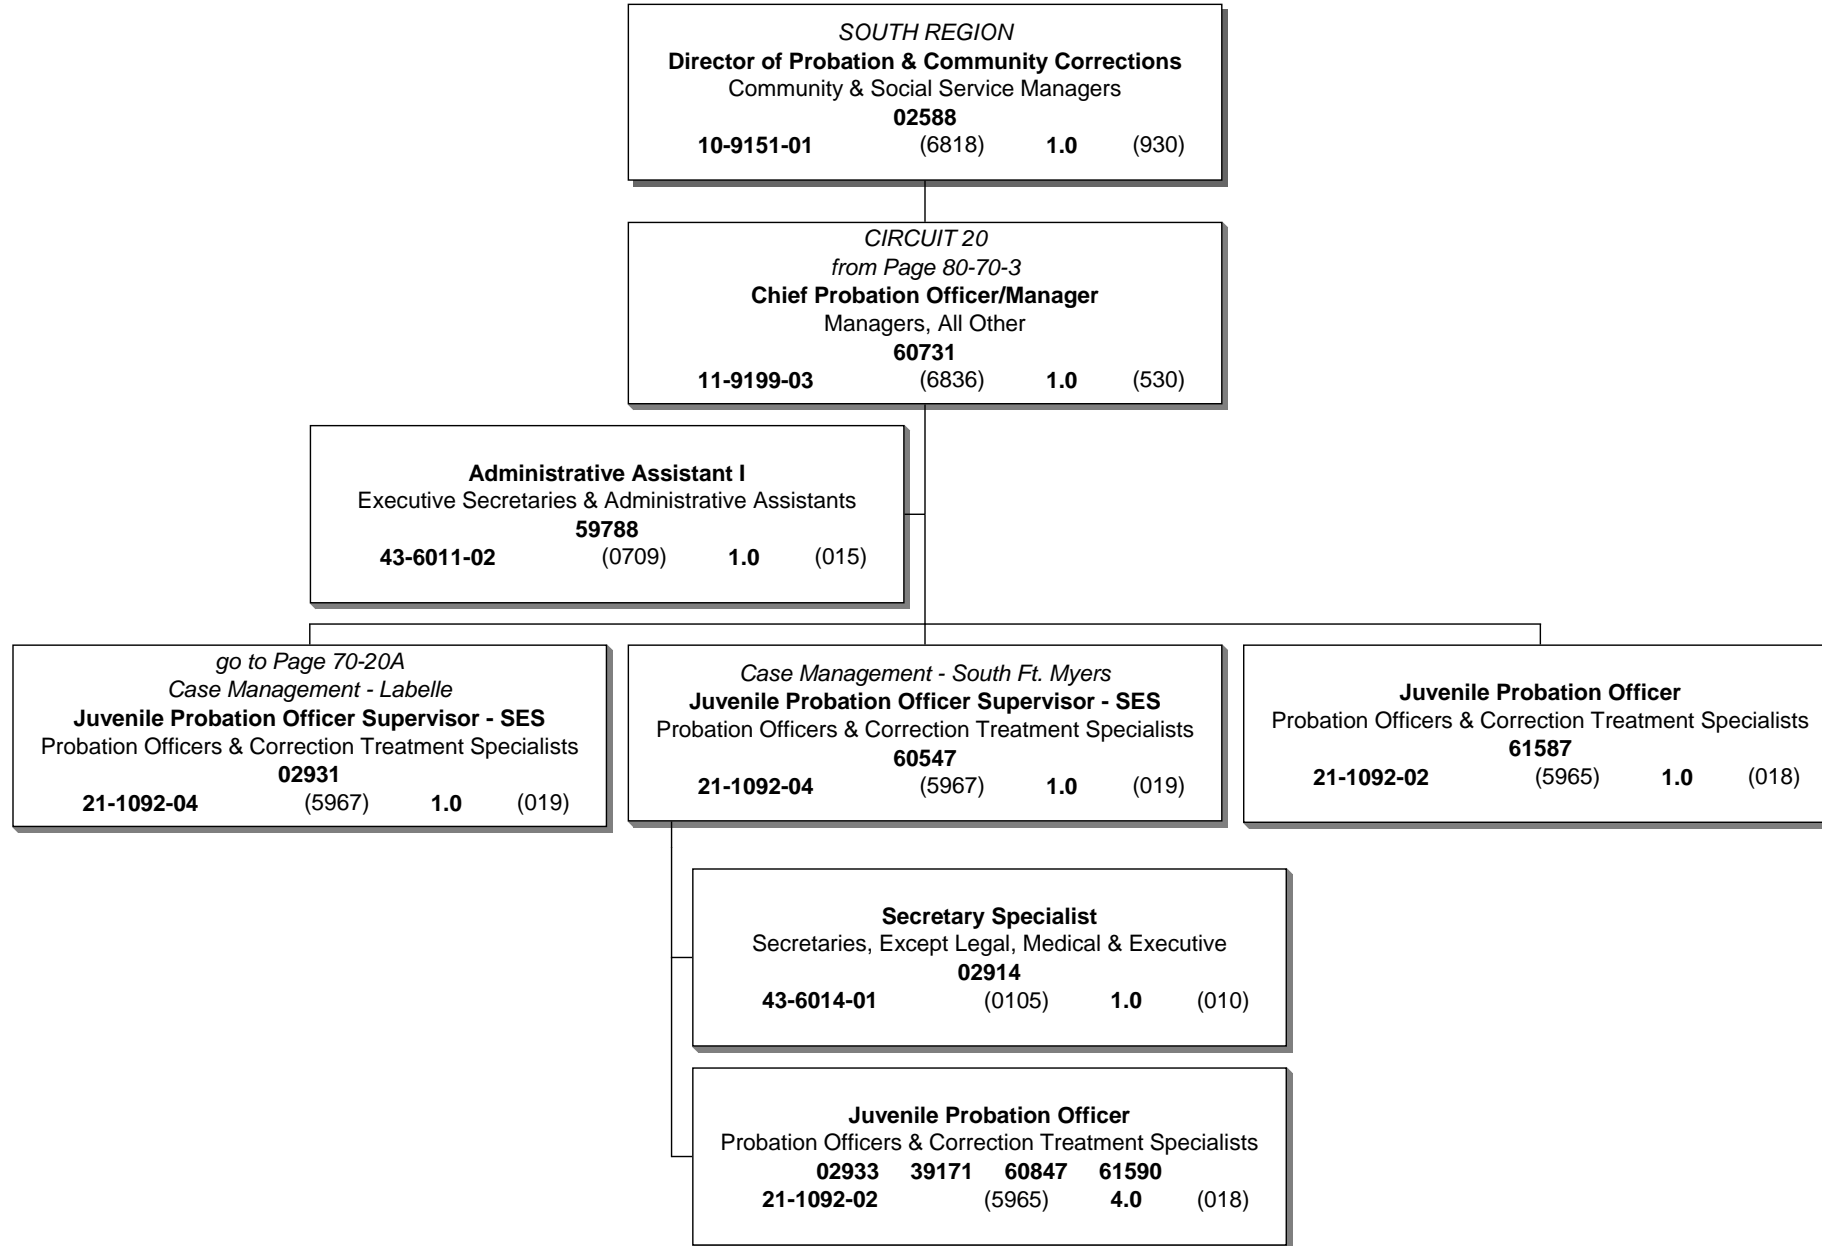 SOUTH REGION
Director of Probation & Community Corrections
Community & Social Service Managers
02588
10-9151-01 (6818) 1.0 (930)
CIRCUIT 20
from Page 80-70-3
Chief Probation Officer/Manager
Managers, All Other
60731
11-9199-03 (6836) 1.0 (530)
Administrative Assistant I
Executive Secretaries & Administrative Assistants
59788
43-6011-02 (0709) 1.0 (015)
go to Page 70-20A
Case Management - Labelle
Juvenile Probation Officer Supervisor - SES
Probation Officers & Correction Treatment Specialists
02931
21-1092-04 (5967) 1.0 (019)
Case Management - South Ft. Myers
Juvenile Probation Officer Supervisor - SES
Probation Officers & Correction Treatment Specialists
60547
21-1092-04 (5967) 1.0 (019)
Juvenile Probation Officer
Probation Officers & Correction Treatment Specialists
61587
21-1092-02 (5965) 1.0 (018)
Secretary Specialist
Secretaries, Except Legal, Medical & Executive
02914
43-6014-01 (0105) 1.0 (010)
Juvenile Probation Officer
Probation Officers & Correction Treatment Specialists
02933 39171 60847 61590
21-1092-02 (5965) 4.0 (018)